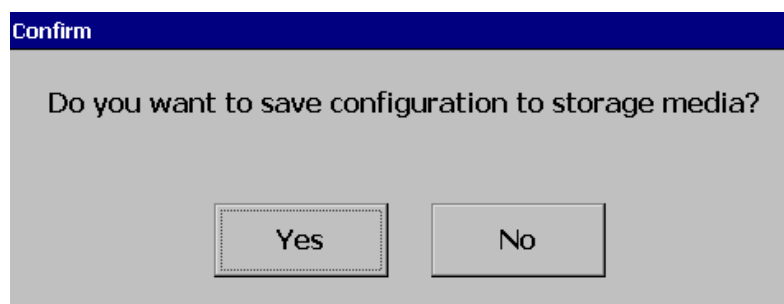 Confirm
Do you want to save configuration to storage media?
Yes
No